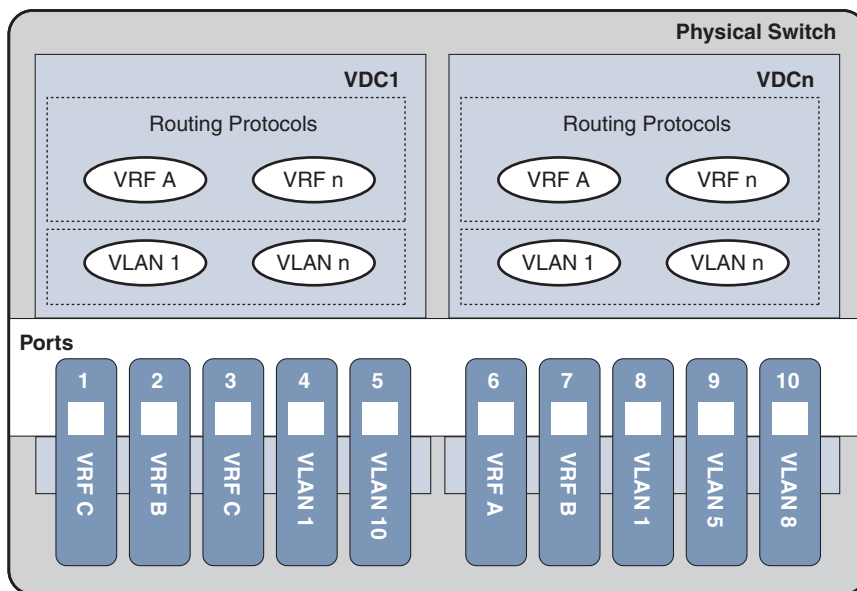 Physical Switch
VDC1
VDCn
Routing Protocols
Routing Protocols
VRF A
VRF n
VRF A
VRF n
VLAN 1
VLAN n
VLAN 1
VLAN n
Ports
1
2
3
4
5
6
7
8
9
10
VRF C
VRF B
VRF C
VLAN 1
VLAN 10
VRF A
VRF B
VLAN 1
VLAN 5
VLAN 8